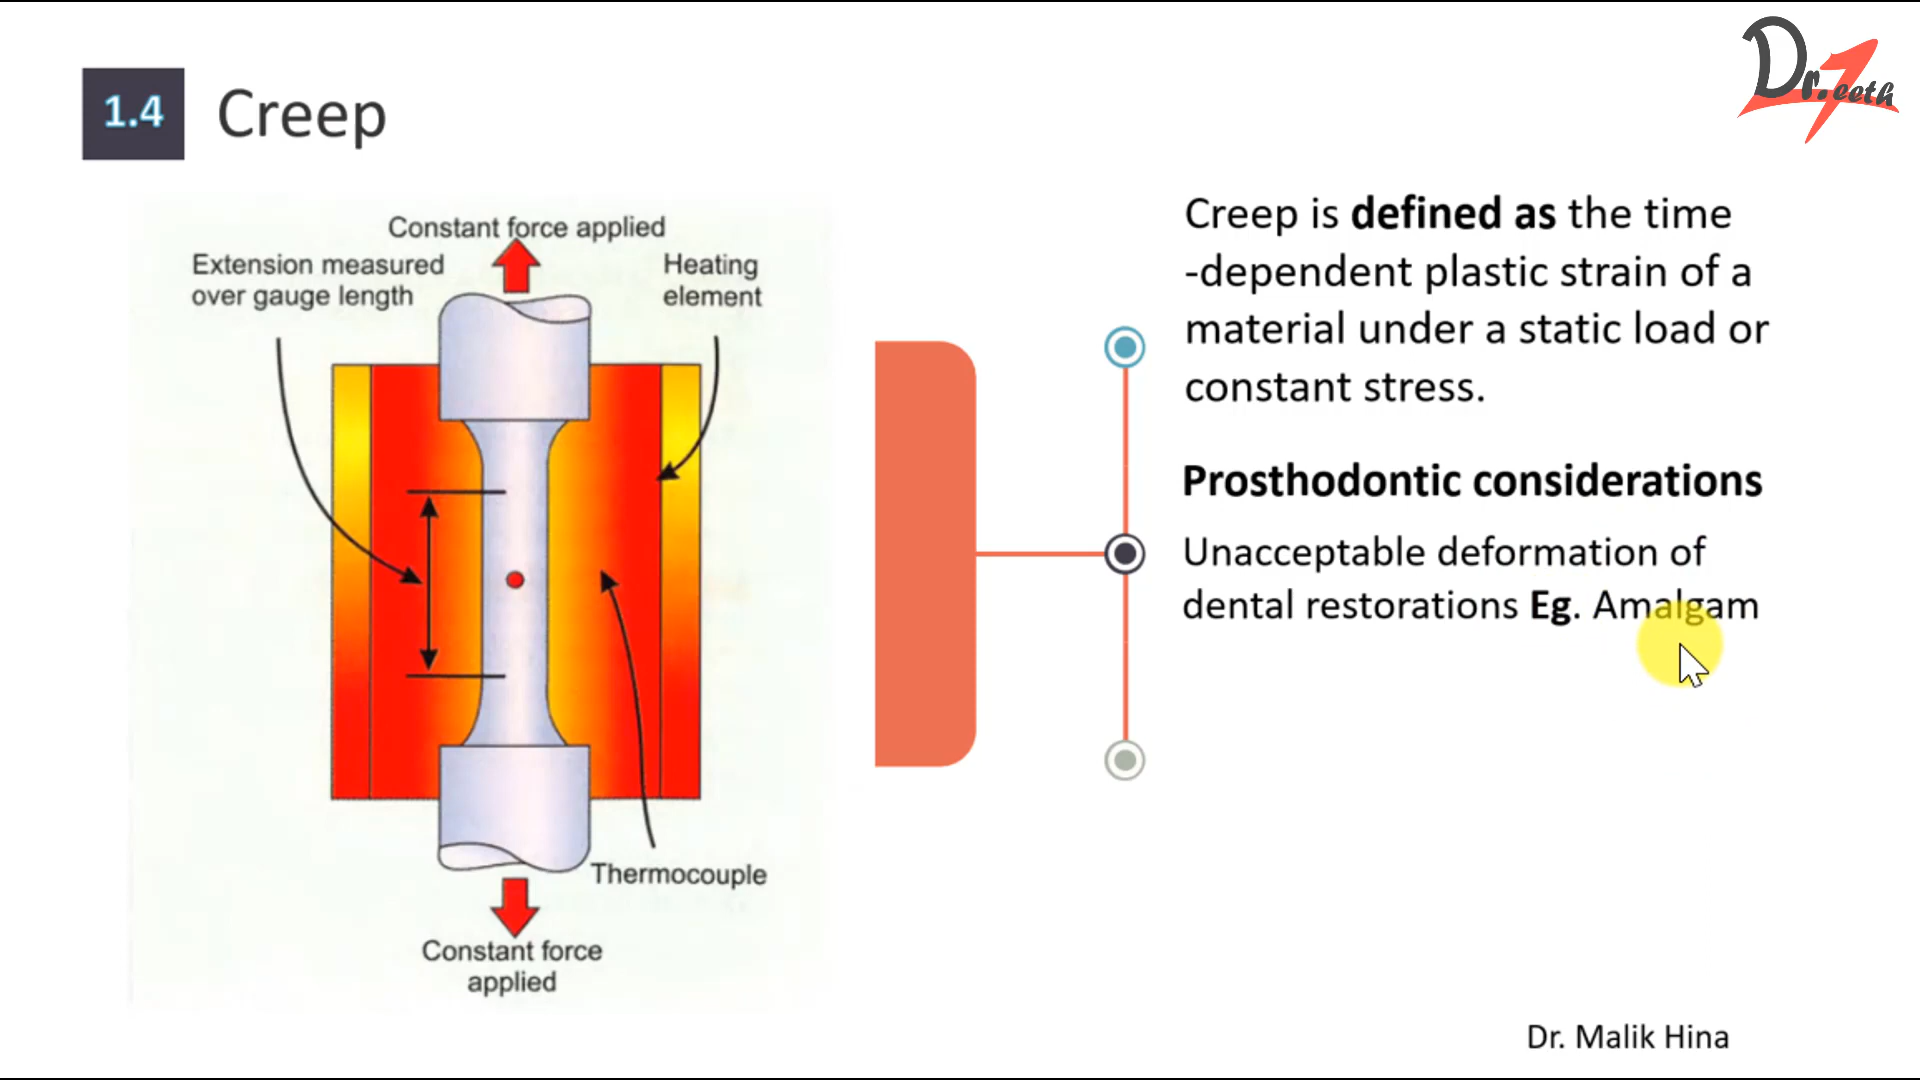 1.4
Creep
Dr.7eeth
Constant force applied
Extension measured
over gauge length
Heating
element
Thermocouple
Constant force
applied
Creep is defined as the time
-dependent plastic strain of a
material under a static load or
constant stress.
Prosthodontic considerations
Unacceptable deformation of
dental restorations Eg. Amalgam
Dr. Malik Hina